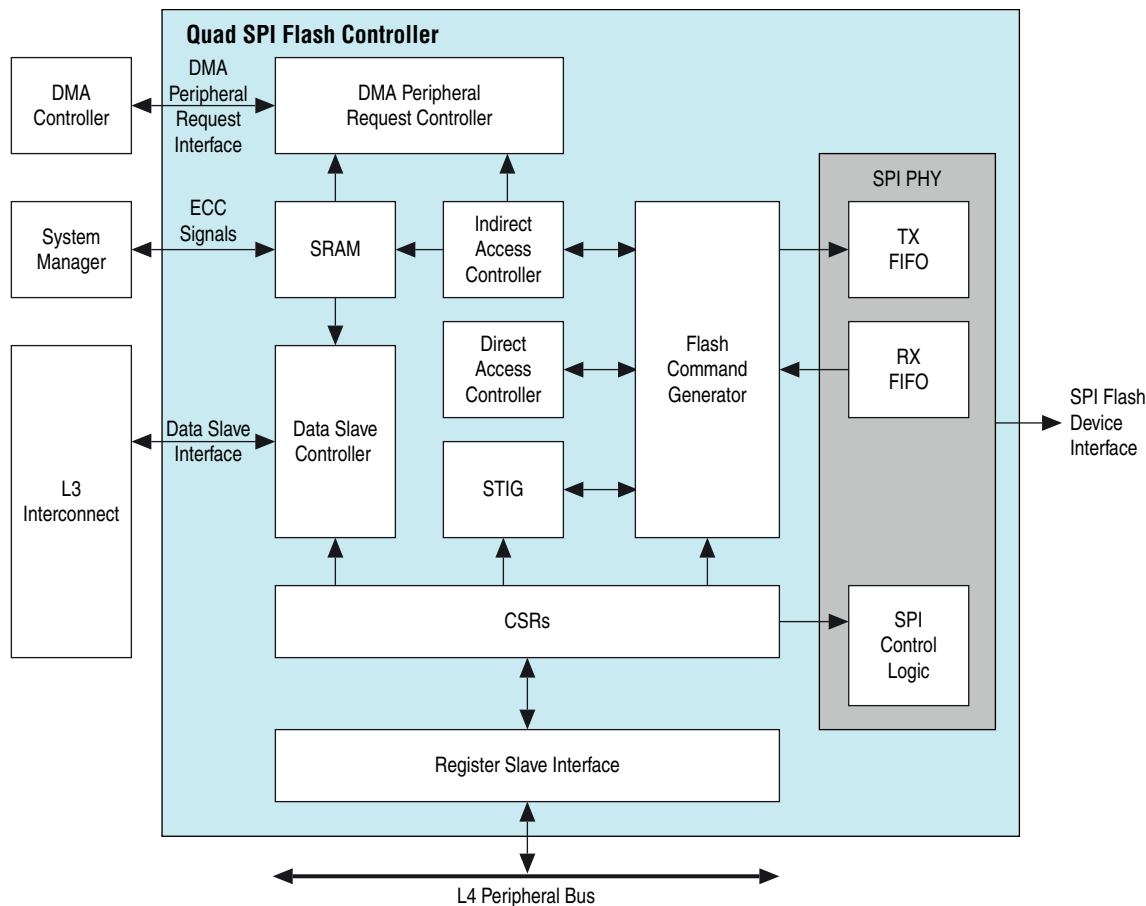 Quad SPI Flash Controller
DMA
Controller
DMA
Peripheral
Request
Interface
DMA Peripheral
Request Controller
System
Manager
ECC
Signals
SRAM
Indirect
Access
Controller
SPI PHY
TX
FIFO
L3
Interconnect
Data Slave
Interface
Data Slave
Controller
Direct
Access
Controller
Flash
Command
Generator
RX
FIFO
SPI Flash
Device
Interface
STIG
CSRs
SPI
Control
Logic
Register Slave Interface
L4 Peripheral Bus